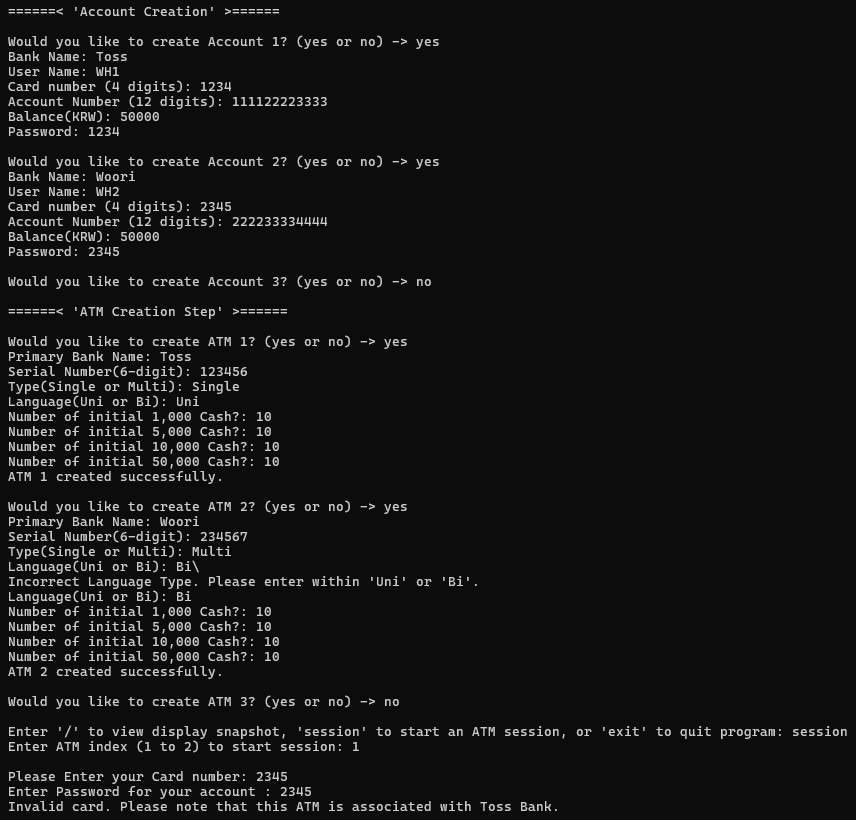 ======< 'Account Creation' >======
Would you like to create Account 1? (yes or no) -> yes
Bank Name: Toss
User Name: WH1
Card number (4 digits): 1234
Account Number (12 digits): 111122223333
Balance(KRW): 50000
Password: 1234
Would you like to create Account 2? (yes or no) -> yes
Bank Name: Woori
User Name: WH2
Card number (4 digits): 2345
Account Number (12 digits): 222233334444
Balance(KRW): 50000
Password: 2345
Would you like to create Account 3? (yes or no) -> no
======< 'ATM Creation Step' >======
Would you like to create ATM 1? (yes or no) -> yes
Primary Bank Name: Toss
Serial Number(6-digit): 123456
Type(Single or Multi): Single
Language(Uni or Bi): Uni
Number of initial 1,000 Cash?: 10
Number of initial 5,000 Cash?: 10
Number of initial 10,000 Cash?: 10
Number of initial 50,000 Cash?: 10
ATM 1 created successfully.
Would you like to create ATM 2? (yes or no) -> yes
Primary Bank Name: Woori
Serial Number(6-digit): 234567
Type(Single or Multi): Multi
Language(Uni or Bi): Bi\
Incorrect Language Type. Please enter within 'Uni' or 'Bi'.
Language(Uni or Bi): Bi
Number of initial 1,000 Cash?: 10
Number of initial 5,000 Cash?: 10
Number of initial 10,000 Cash?: 10
Number of initial 50,000 Cash?: 10
ATM 2 created successfully.
Would you like to create ATM 3? (yes or no) -> no
Enter '/' to view display snapshot, 'session' to start an ATM session, or 'exit' to quit program: session
Enter ATM index (1 to 2) to start session: 1
Please Enter your Card number: 2345
Enter Password for your account : 2345
Invalid card. Please note that this ATM is associated with Toss Bank.